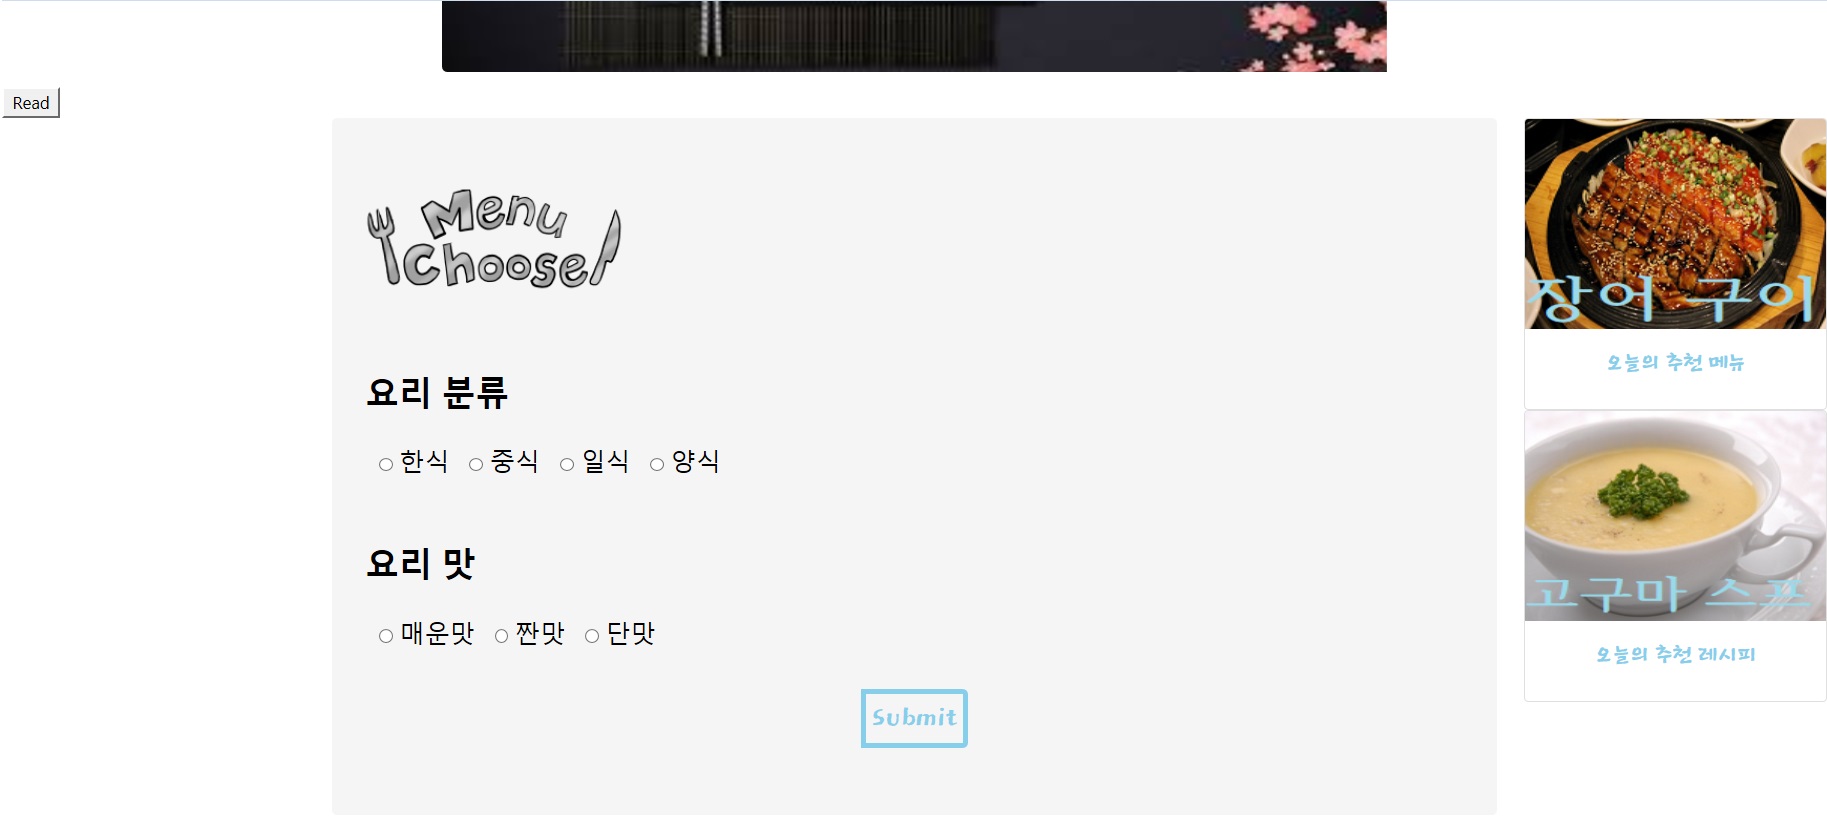 Read
Menu
Choose
요리 분류
한식 중식 일식 양식
요리 맛
매운맛 짠맛 단맛
Submit
장어 구이
오늘의 추천 메뉴
고구마 스프
오늘의 추천 레시피